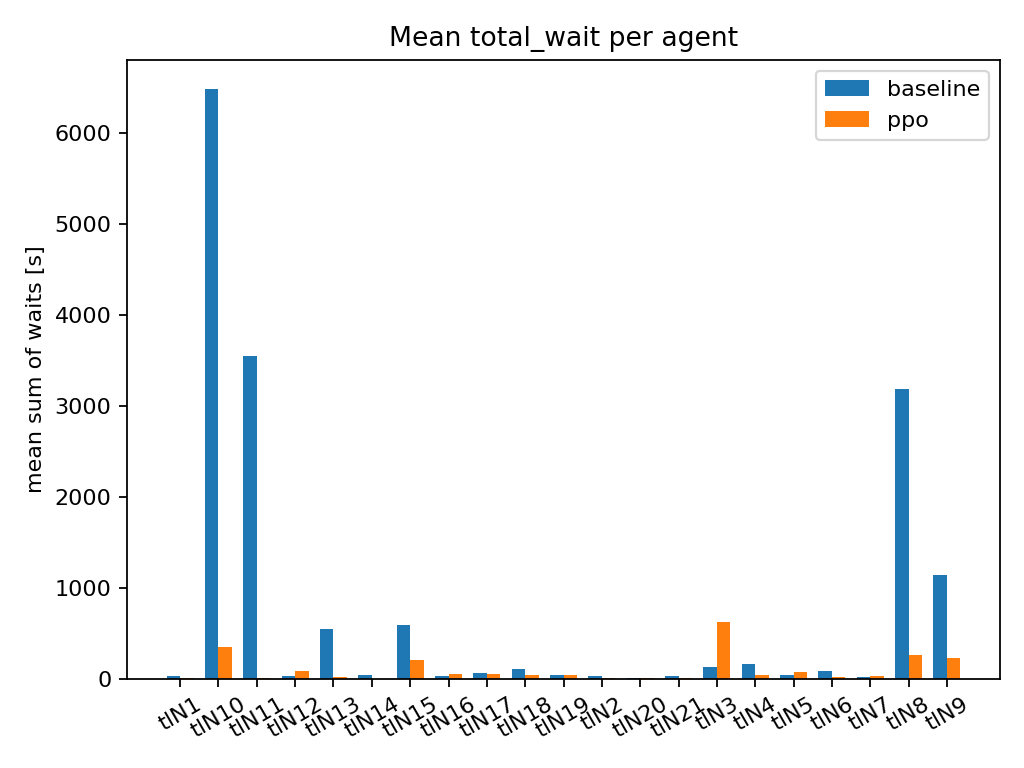 Mean total_wait per agent
baseline
ppo
mean sum of waits [s]
6000
5000
4000
3000
2000
1000
0
tlN1
tlN10
tlN11
tlN12
tlN13
tlN14
tlN15
tlN16
tlN17
tlN18
tlN19
tlN2
tlN20
tlN21
tlN3
tlN4
tlN5
tlN6
tlN7
tlN8
tlN9